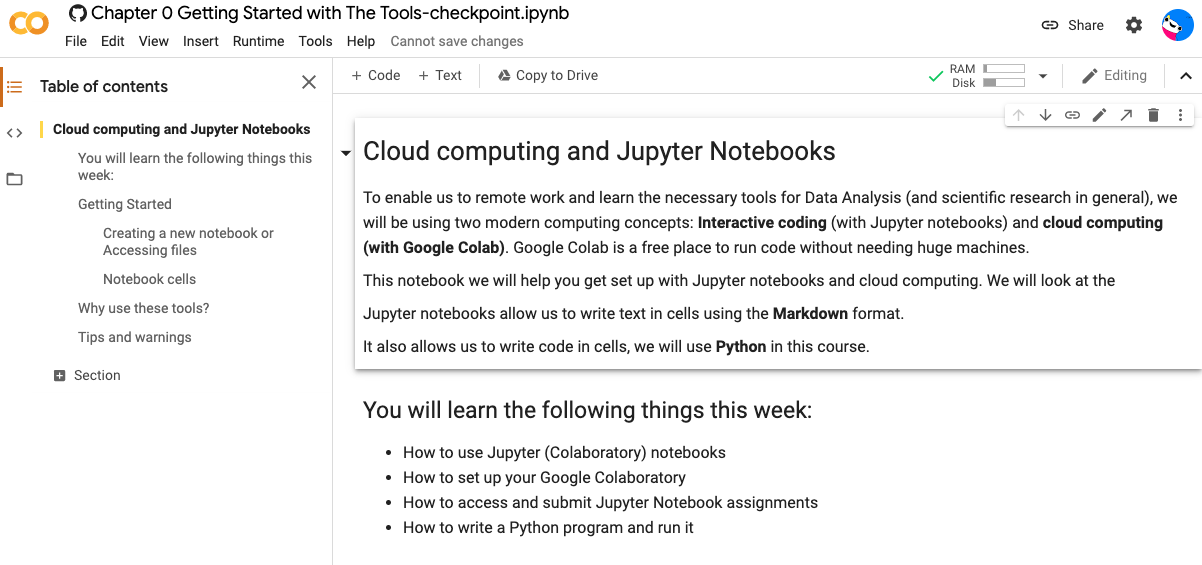 Chapter 0 Getting Started with The Tools-checkpoint.ipynb
File Edit View Insert Runtime Tools Help Cannot save changes
Share
Table of contents
Cloud computing and Jupyter Notebooks
You will learn the following things this
week:
Getting Started
Creating a new notebook or
Accessing files
Notebook cells
Why use these tools?
Tips and warnings
Section
+ Code + Text Copy to Drive
RAM
Disk
Editing
Cloud computing and Jupyter Notebooks
To enable us to remote work and learn the necessary tools for Data Analysis (and scientific research in general), we
will be using two modern computing concepts: Interactive coding (with Jupyter notebooks) and cloud computing
(with Google Colab). Google Colab is a free place to run code without needing huge machines.
This notebook we will help you get set up with Jupyter notebooks and cloud computing. We will look at the
Jupyter notebooks allow us to write text in cells using the Markdown format.
It also allows us to write code in cells, we will use Python in this course.
You will learn the following things this week:
• How to use Jupyter (Colaboratory) notebooks
• How to set up your Google Colaboratory
• How to access and submit Jupyter Notebook assignments
• How to write a Python program and run it